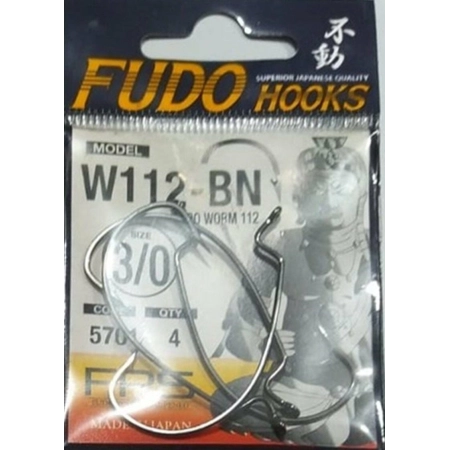 不動
FUDO HOOKS
SUPERIOR JAPANESE QUALITY
MODEL
W112-BN
WORM 112
SIZE
3/0
QTY
4
MADE IN JAPAN